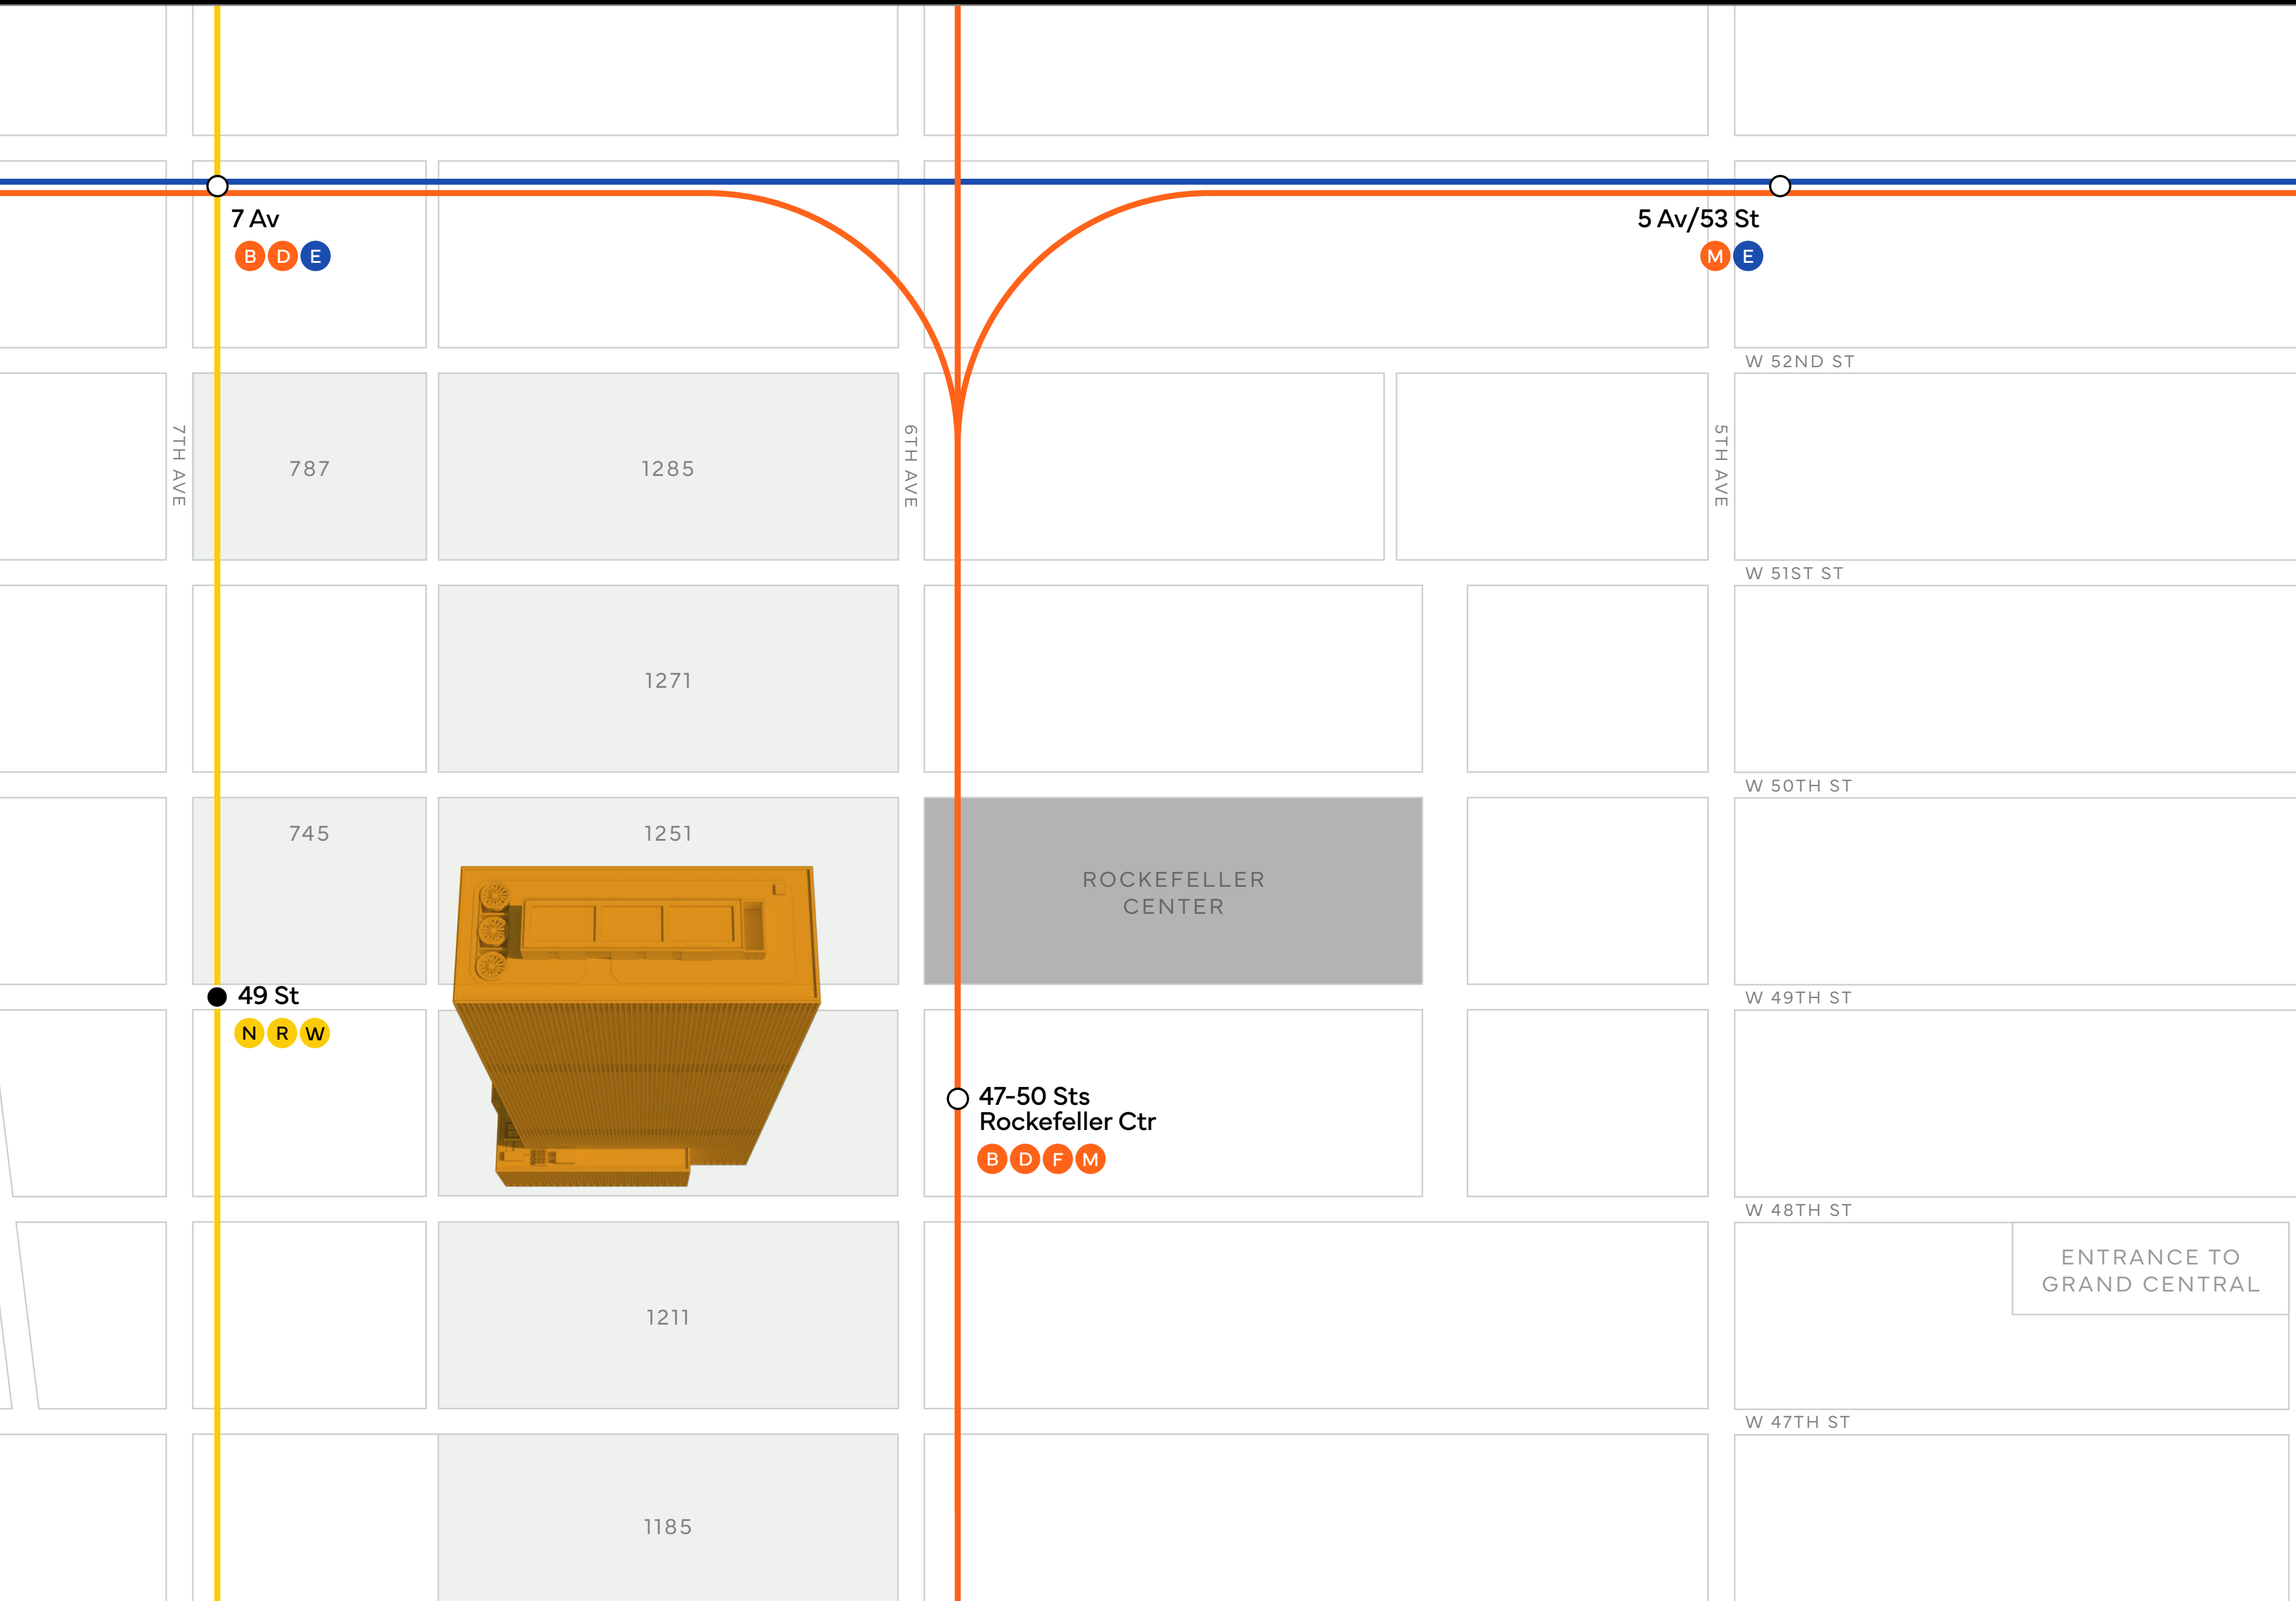 7 Av
B D E
5 Av/53 St
M E
W 52ND ST
7TH AVE
787
1285
6TH AVE
5TH AVE
W 51ST ST
1271
W 50TH ST
745
1251
ROCKEFELLER
CENTER
49 St
N R W
W 49TH ST
47-50 Sts
Rockefeller Ctr
B D F M
W 48TH ST
ENTRANCE TO
GRAND CENTRAL
1211
W 47TH ST
1185